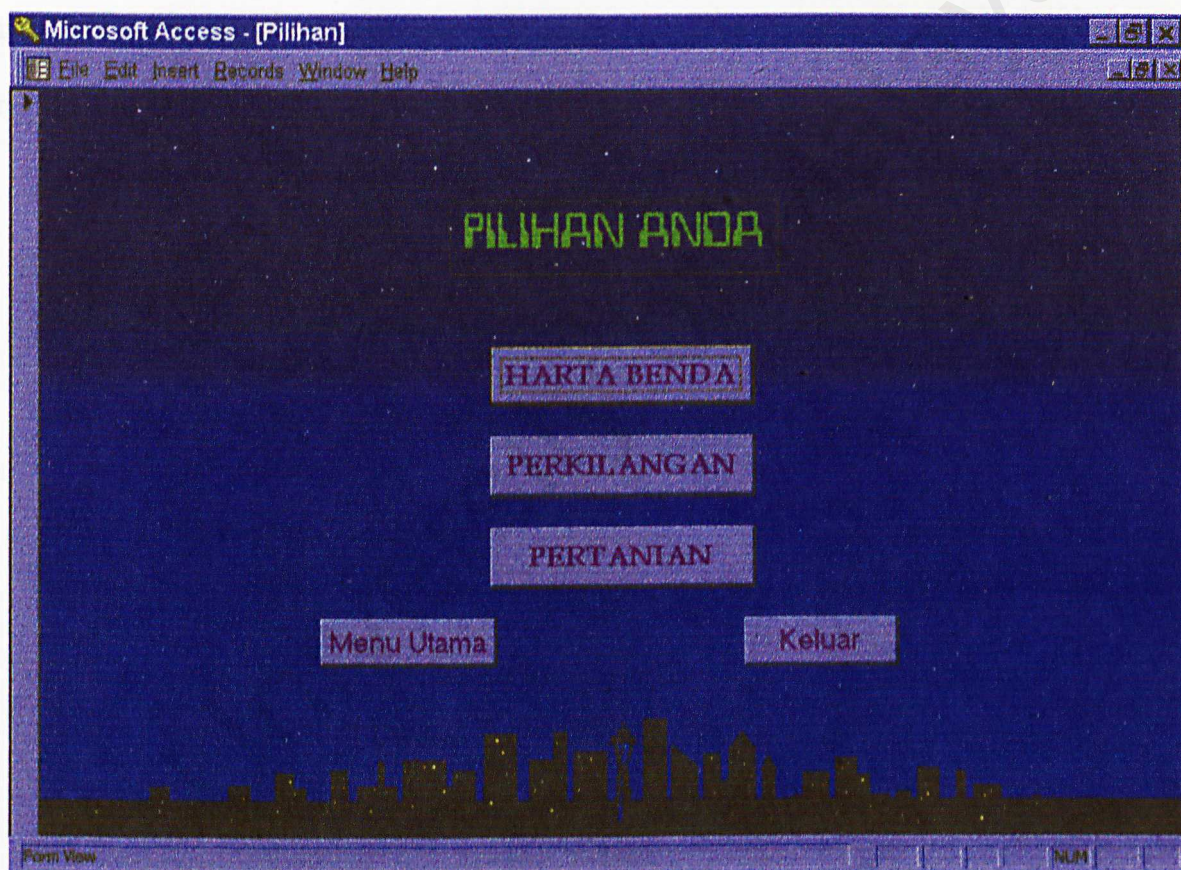 Microsoft Access - [Pilihan]
File Edit Insert Records Window Help
PILIHAN ANDA
HARTA BENDA
PERKILANGAN
PERTANIAN
Menu Utama Keluar
Form View NUM